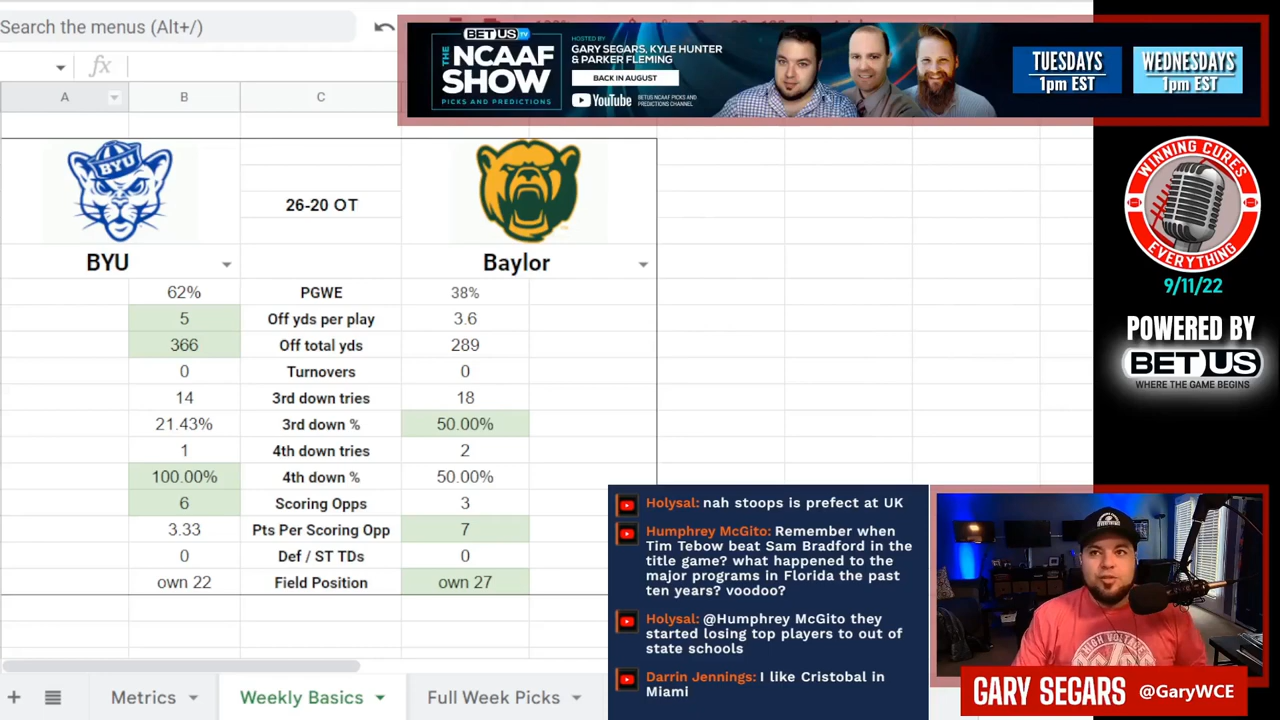 Search the menus (Alt+/)
fx
A
B
C
BETUS TV
THE NCAAF SHOW
PICKS AND PREDICTIONS
HOSTED BY
GARY SEGARS, KYLE HUNTER
& PARKER FLEMING
BACK IN AUGUST
YouTube
BETUS NCAAF PICKS AND
PREDICTIONS CHANNEL
TUESDAYS
1pm EST
WEDNESDAYS
1pm EST
BYU
26-20 OT
BYU
Baylor
62% PGWE 38%
5 Off yds per play 3.6
366 Off total yds 289
0 Turnovers 0
14 3rd down tries 18
21.43% 3rd down % 50.00%
1 4th down tries 2
100.00% 4th down % 50.00%
6 Scoring Opps 3
3.33 Pts Per Scoring Opp 7
0 Def / ST TDs 0
own 22 Field Position own 27
WINNING CURES
EVERYTHING
9/11/22
POWERED BY
BETUS
WHERE THE GAME BEGINS
Holysal: nah stoops is prefect at UK
Humphrey McGito: Remember when
Tim Tebow beat Sam Bradford in the
title game? what happened to the
major programs in Florida the past
ten years? voodoo?
Holysal: @Humphrey McGito they
started losing top players to out of
state schools
Darrin Jennings: I like Cristobal in
Miami
HIGH VOLTAGE
GARY SEGARS @GaryWCE
Metrics
Weekly Basics
Full Week Picks